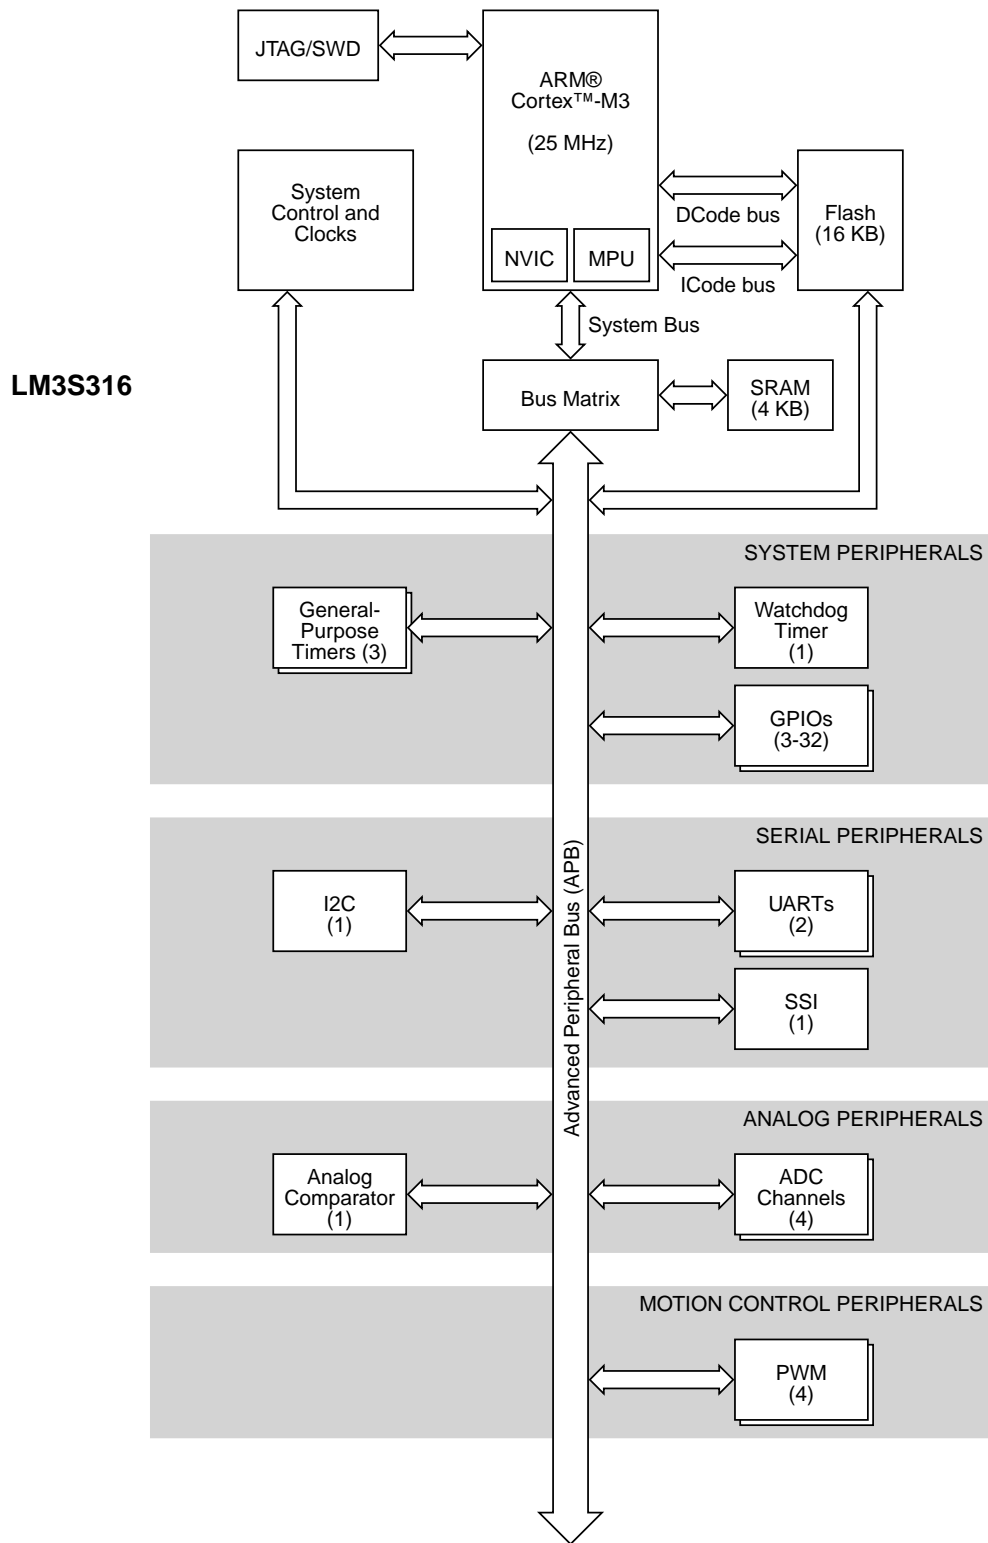 JTAG/SWD
ARM®
Cortex™-M3
(25 MHz)
System
Control and
Clocks
DCode bus
Flash
(16 KB)
NVIC
MPU
ICode bus
System Bus
LM3S316
Bus Matrix
SRAM
(4 KB)
SYSTEM PERIPHERALS
General-
Purpose
Timers (3)
Watchdog
Timer
(1)
GPIOs
(3-32)
Advanced Peripheral Bus (APB)
SERIAL PERIPHERALS
I2C
(1)
UARTs
(2)
SSI
(1)
ANALOG PERIPHERALS
Analog
Comparator
(1)
ADC
Channels
(4)
MOTION CONTROL PERIPHERALS
PWM
(4)